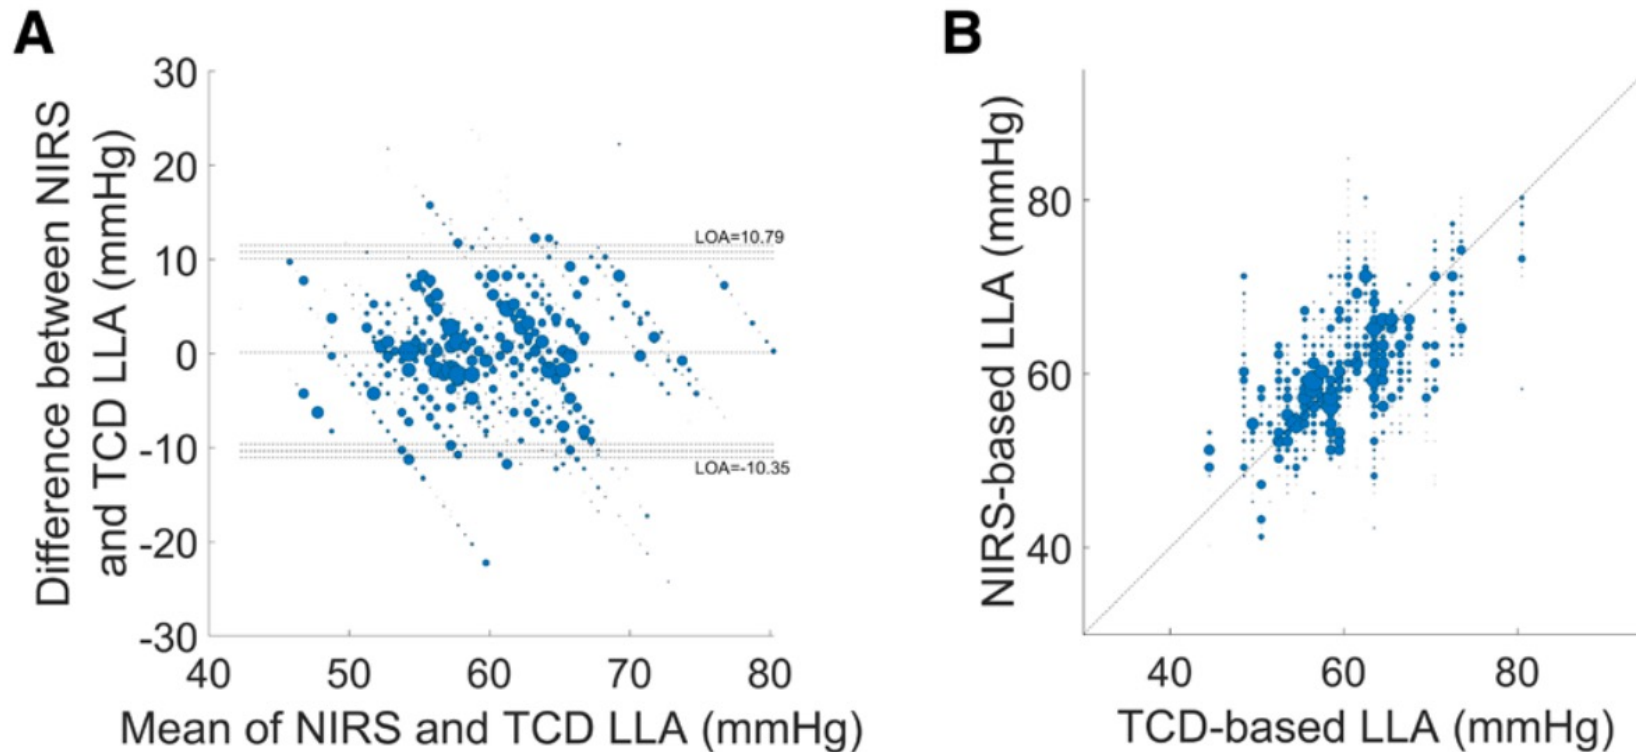 A
30
20
10
0
-10
-20
-30
40
50
60
70
80
Difference between NIRS
and TCD LLA (mmHg)
LOA=10.79
LOA=-10.35
Mean of NIRS and TCD LLA (mmHg)
B
80
60
40
40
60
80
NIRS-based LLA (mmHg)
TCD-based LLA (mmHg)